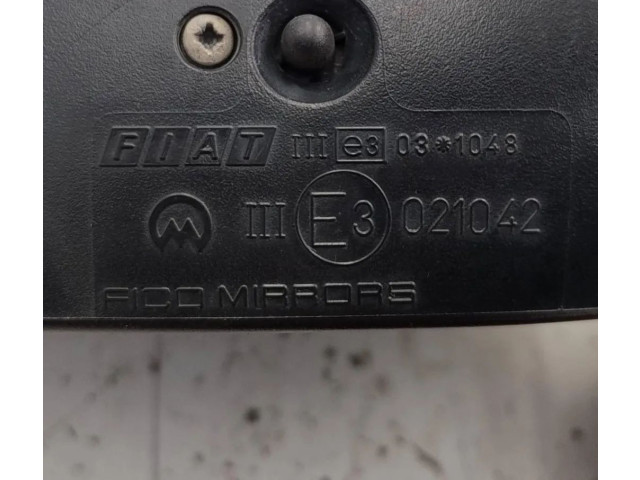 FIAT III e3 03*1048
M III E3 021042
FICO MIRRORS